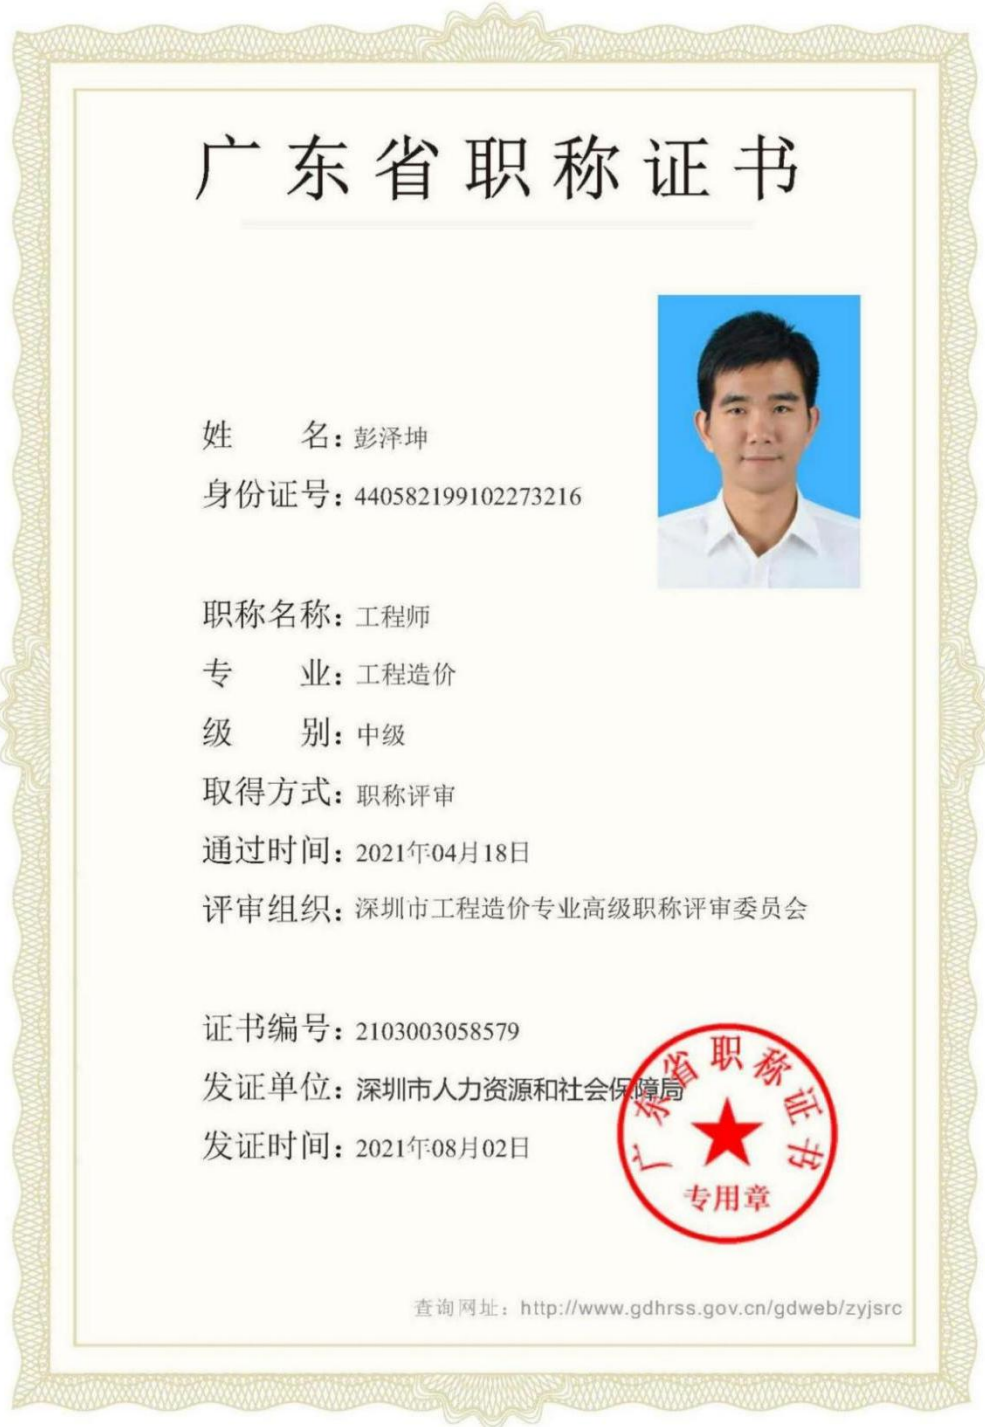 广东省职称证书
姓名：彭泽坤
身份证号：440582199102273216
职称名称：工程师
专业：工程造价
级别：中级
取得方式：职称评审
通过时间：2021年04月18日
评审组织：深圳市工程造价专业高级职称评审委员会
证书编号：2103003058579
发证单位：深圳市人力资源和社会保障局
发证时间：2021年08月02日
广东省职称证书
专用章
查询网址：http://www.gdhrss.gov.cn/gdweb/zyjsrc